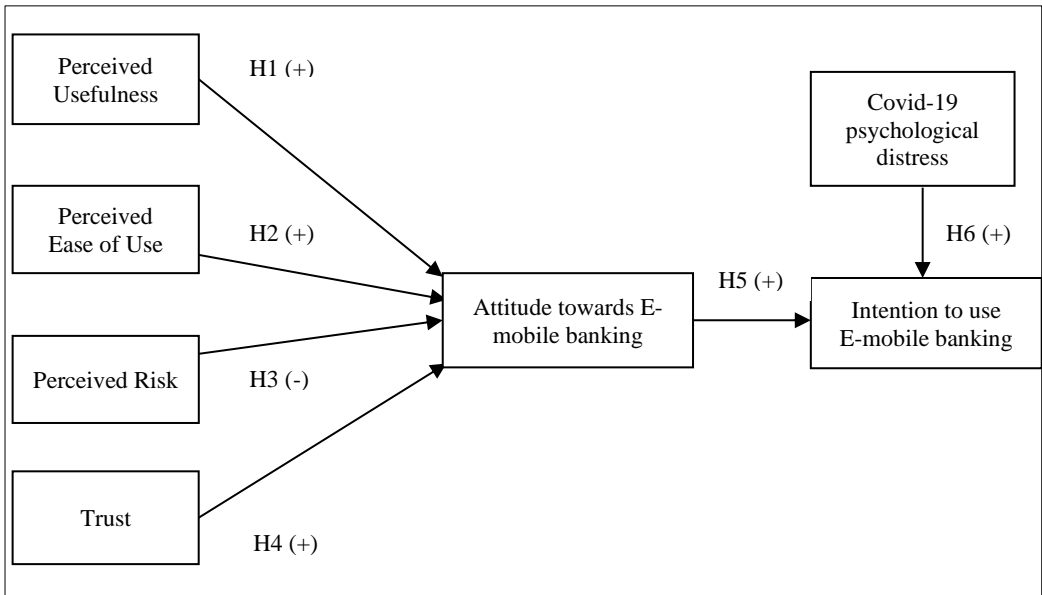 Perceived
Usefulness
H1 (+)
Covid-19
psychological
distress
Perceived
Ease of Use
H2 (+)
H6 (+)
H5 (+)
Attitude towards E-
mobile banking
Intention to use
E-mobile banking
Perceived Risk
H3 (-)
Trust
H4 (+)